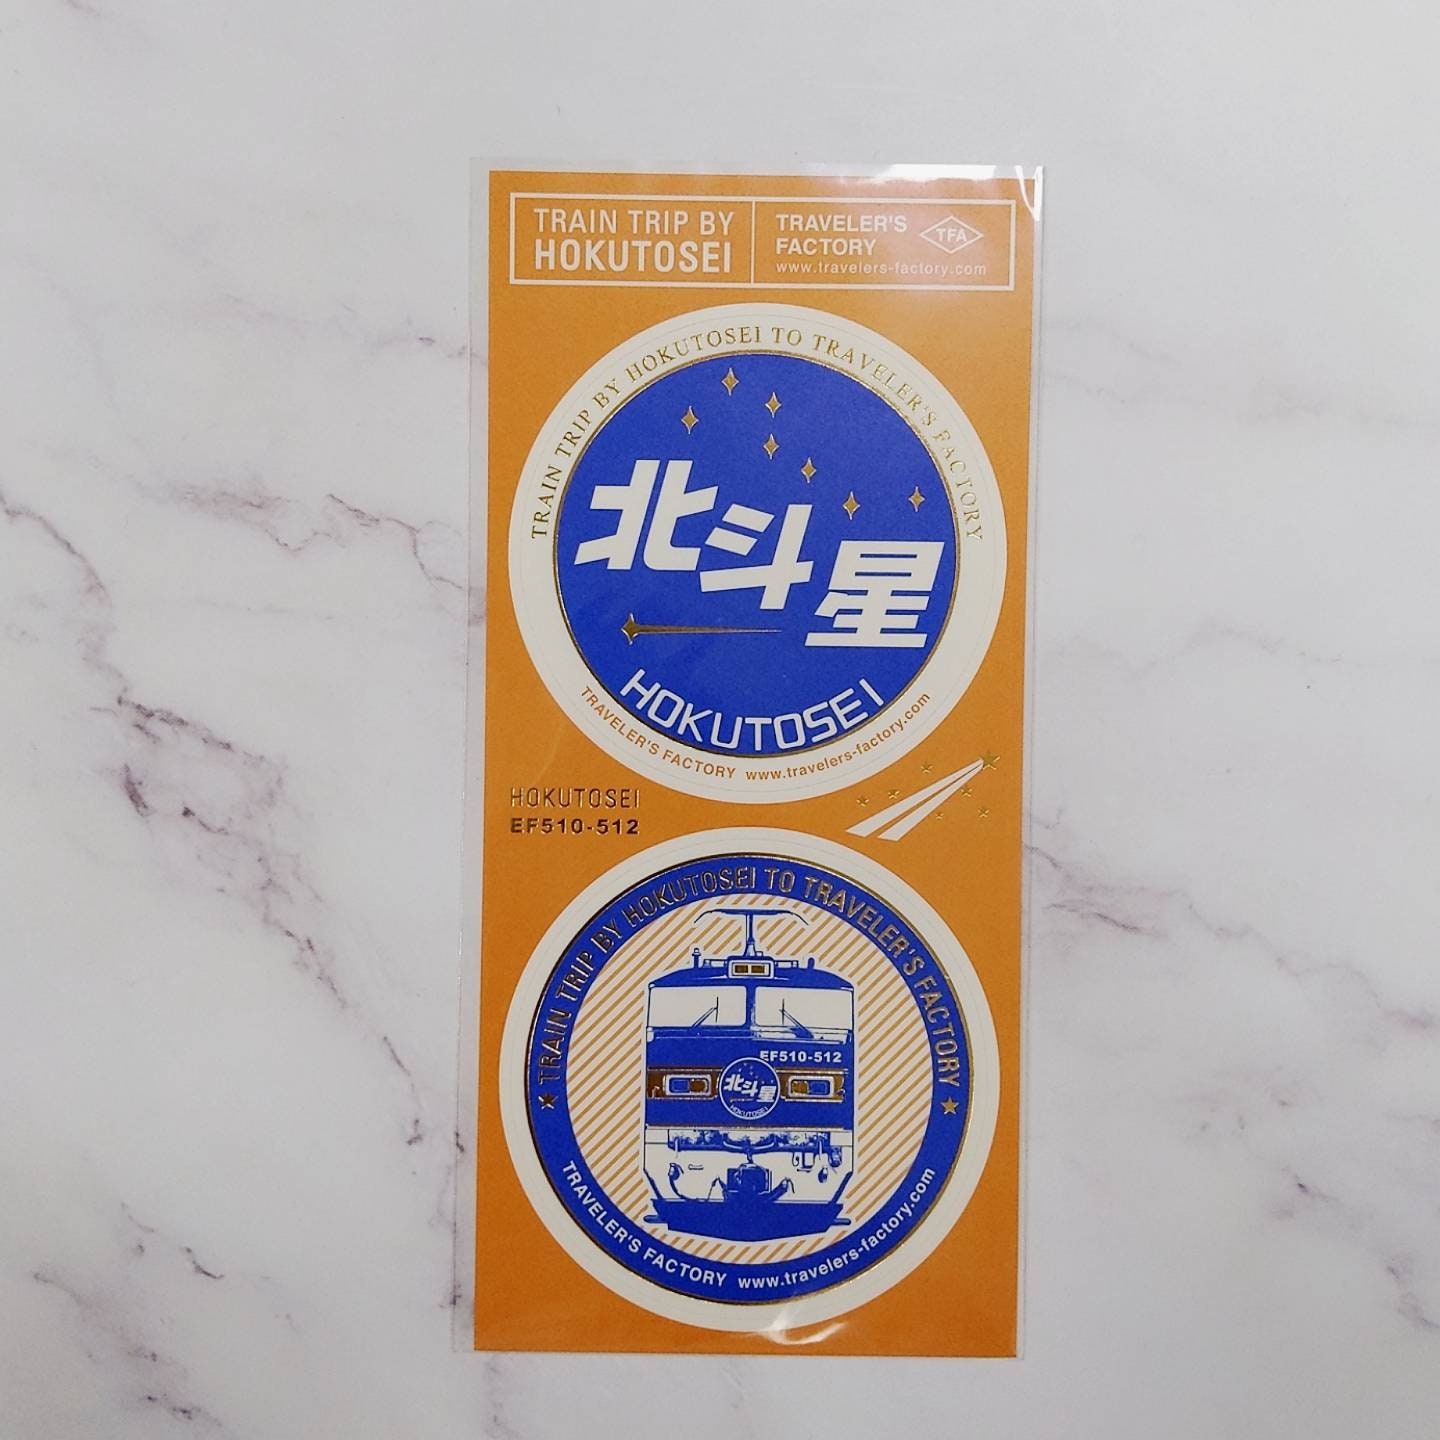 TRAIN TRIP BY
HOKUTOSEI
TRAVELER'S
FACTORY
TFA
www.travelers-factory.com
TRAIN TRIP BY HOKUTOSEI TO TRAVELER'S FACTORY
北斗星
HOKUTOSEI
TRAVELER'S FACTORY www.travelers-factory.com
HOKUTOSEI
EF510-512
TRAIN TRIP BY HOKUTOSEI TO TRAVELER'S FACTORY
EF510-512
北斗星
HOKUTOSEI
TRAVELER'S FACTORY www.travelers-factory.com